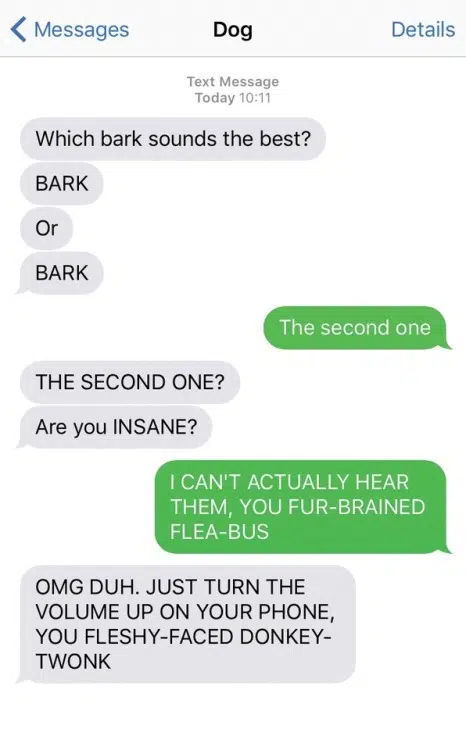 Messages
Dog
Details
Text Message
Today 10:11
Which bark sounds the best?
BARK
Or
BARK
The second one
THE SECOND ONE?
Are you INSANE?
I CAN'T ACTUALLY HEAR
THEM, YOU FUR-BRAINED
FLEA-BUS
OMG DUH. JUST TURN THE
VOLUME UP ON YOUR PHONE,
YOU FLESHY-FACED DONKEY-
TWONK